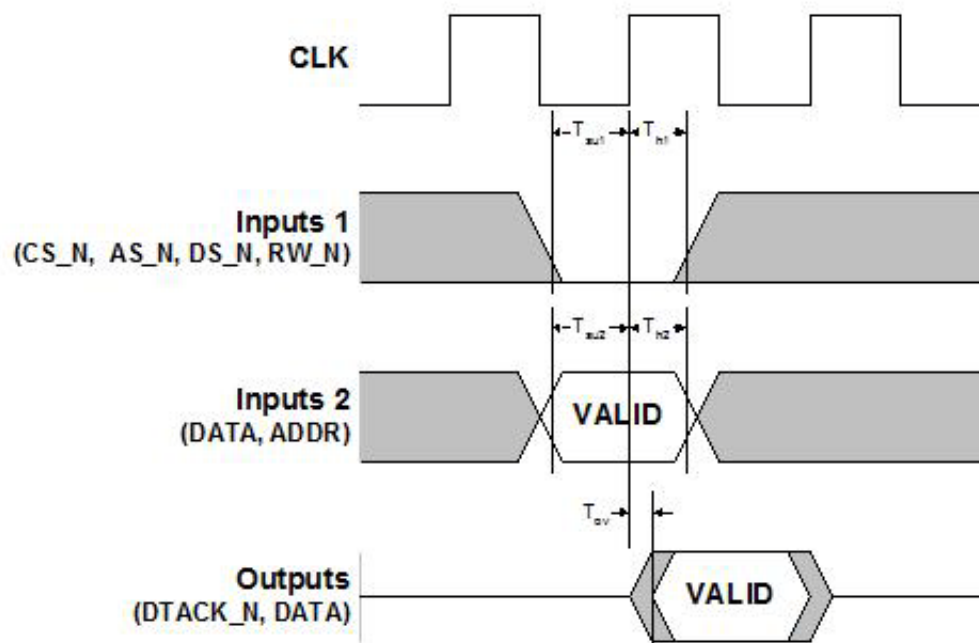 CLK
Tsu1 Th1
Inputs 1
(CS_N, AS_N, DS_N, RW_N)
Tsu2 Th2
Inputs 2
(DATA, ADDR)
VALID
Tov
Outputs
(DTACK_N, DATA)
VALID